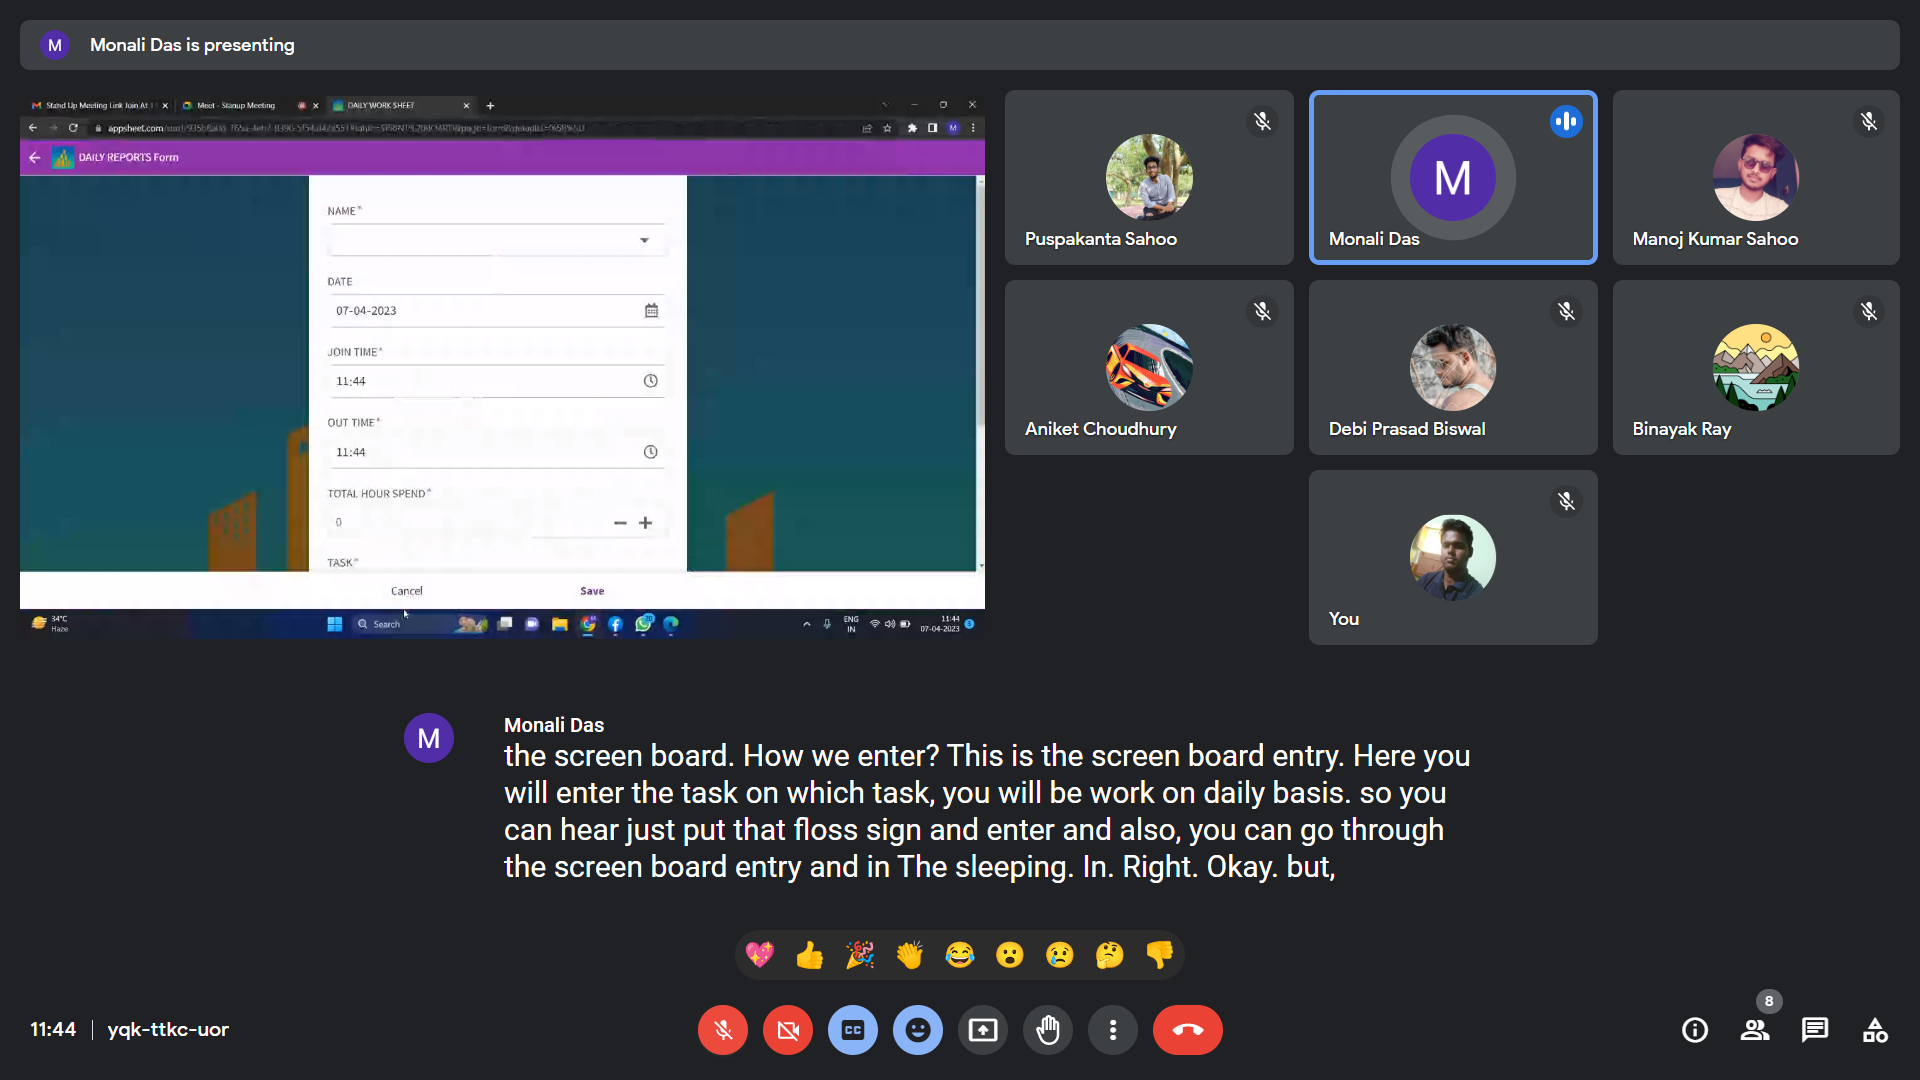 M Monali Das is presenting
Stand Up Meeting Link Join At
Meet - Stanup Meeting
DAILY WORK SHEET
appsheet.com
DAILY REPORTS Form
NAME*
DATE
07-04-2023
JOIN TIME*
11:44
OUT TIME*
11:44
TOTAL HOUR SPEND*
0
TASK*
Cancel
Save
34°C
Haze
Search
ENG
IN
11:44
07-04-2023
Puspakanta Sahoo
M
Monali Das
Manoj Kumar Sahoo
Aniket Choudhury
Debi Prasad Biswal
Binayak Ray
You
M
Monali Das
the screen board. How we enter? This is the screen board entry. Here you
will enter the task on which task, you will be work on daily basis. so you
can hear just put that floss sign and enter and also, you can go through
the screen board entry and in The sleeping. In. Right. Okay. but,
11:44 | yqk-ttkc-uor
CC
8